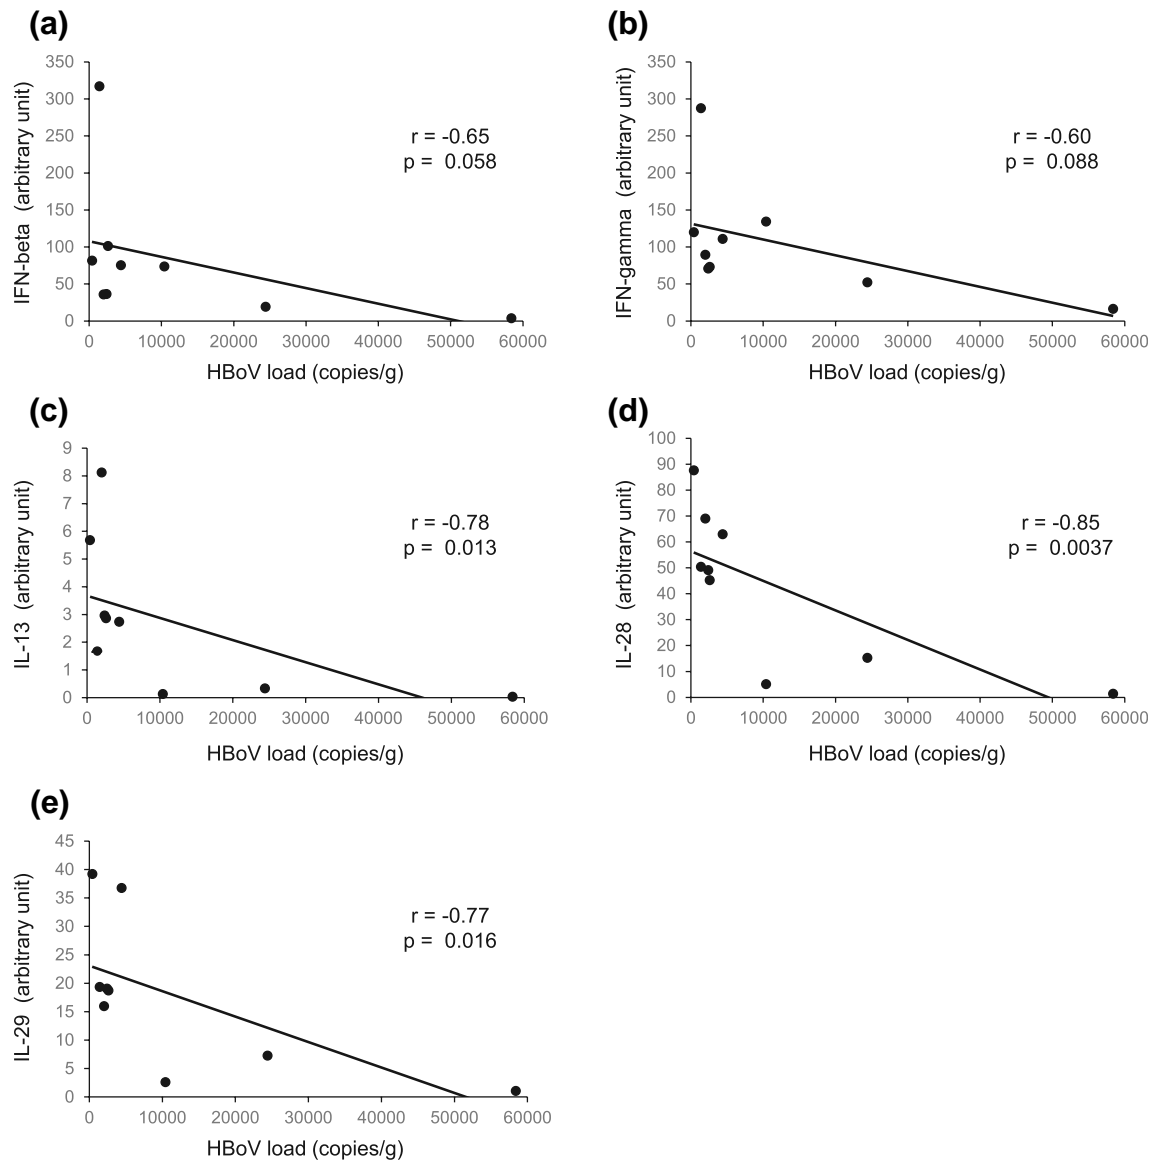 (a)
350
300
250
200
150
100
50
0
IFN-beta (arbitrary unit)
r = -0.65
p = 0.058
0 10000 20000 30000 40000 50000 60000
HBoV load (copies/g)
(b)
350
300
250
200
150
100
50
0
IFN-gamma (arbitrary unit)
r = -0.60
p = 0.088
0 10000 20000 30000 40000 50000 60000
HBoV load (copies/g)
(c)
9
8
7
6
5
4
3
2
1
0
IL-13 (arbitrary unit)
r = -0.78
p = 0.013
0 10000 20000 30000 40000 50000 60000
HBoV load (copies/g)
(d)
100
90
80
70
60
50
40
30
20
10
0
IL-28 (arbitrary unit)
r = -0.85
p = 0.0037
0 10000 20000 30000 40000 50000 60000
HBoV load (copies/g)
(e)
45
40
35
30
25
20
15
10
5
0
IL-29 (arbitrary unit)
r = -0.77
p = 0.016
0 10000 20000 30000 40000 50000 60000
HBoV load (copies/g)